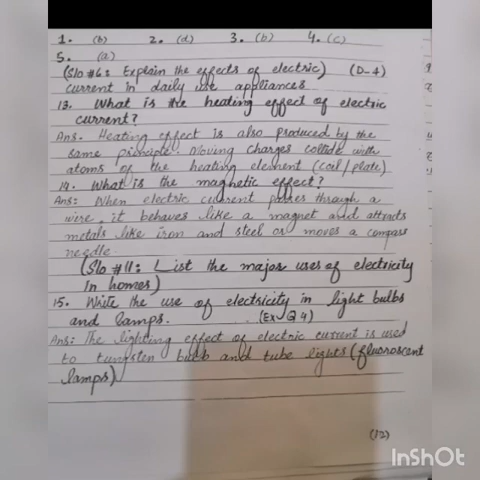 1. (b) 2. (d) 3. (b) 4. (c)
5. (a)
(Slo #6: Explain the effects of electric) (D-4)
current in daily use appliances
13. What is the heating effect of electric
current?
Ans. Heating effect is also produced by the
same principle. Moving charges collide with
atoms of the heating element (coil/plate)
14. What is the magnetic effect?
Ans: When electric current passes through a
wire, it behaves like a magnet and attracts
metals like iron and steel or moves a compass
needle
(Slo #11: List the major uses of electricity
In homes)
15. Write the use of electricity in light bulbs
and lamps. (Ex Q 4)
Ans: The lighting effect of electric current is used
to tungsten bulb and tube lights (fluoroscent
lamps)
(12)
InShOt